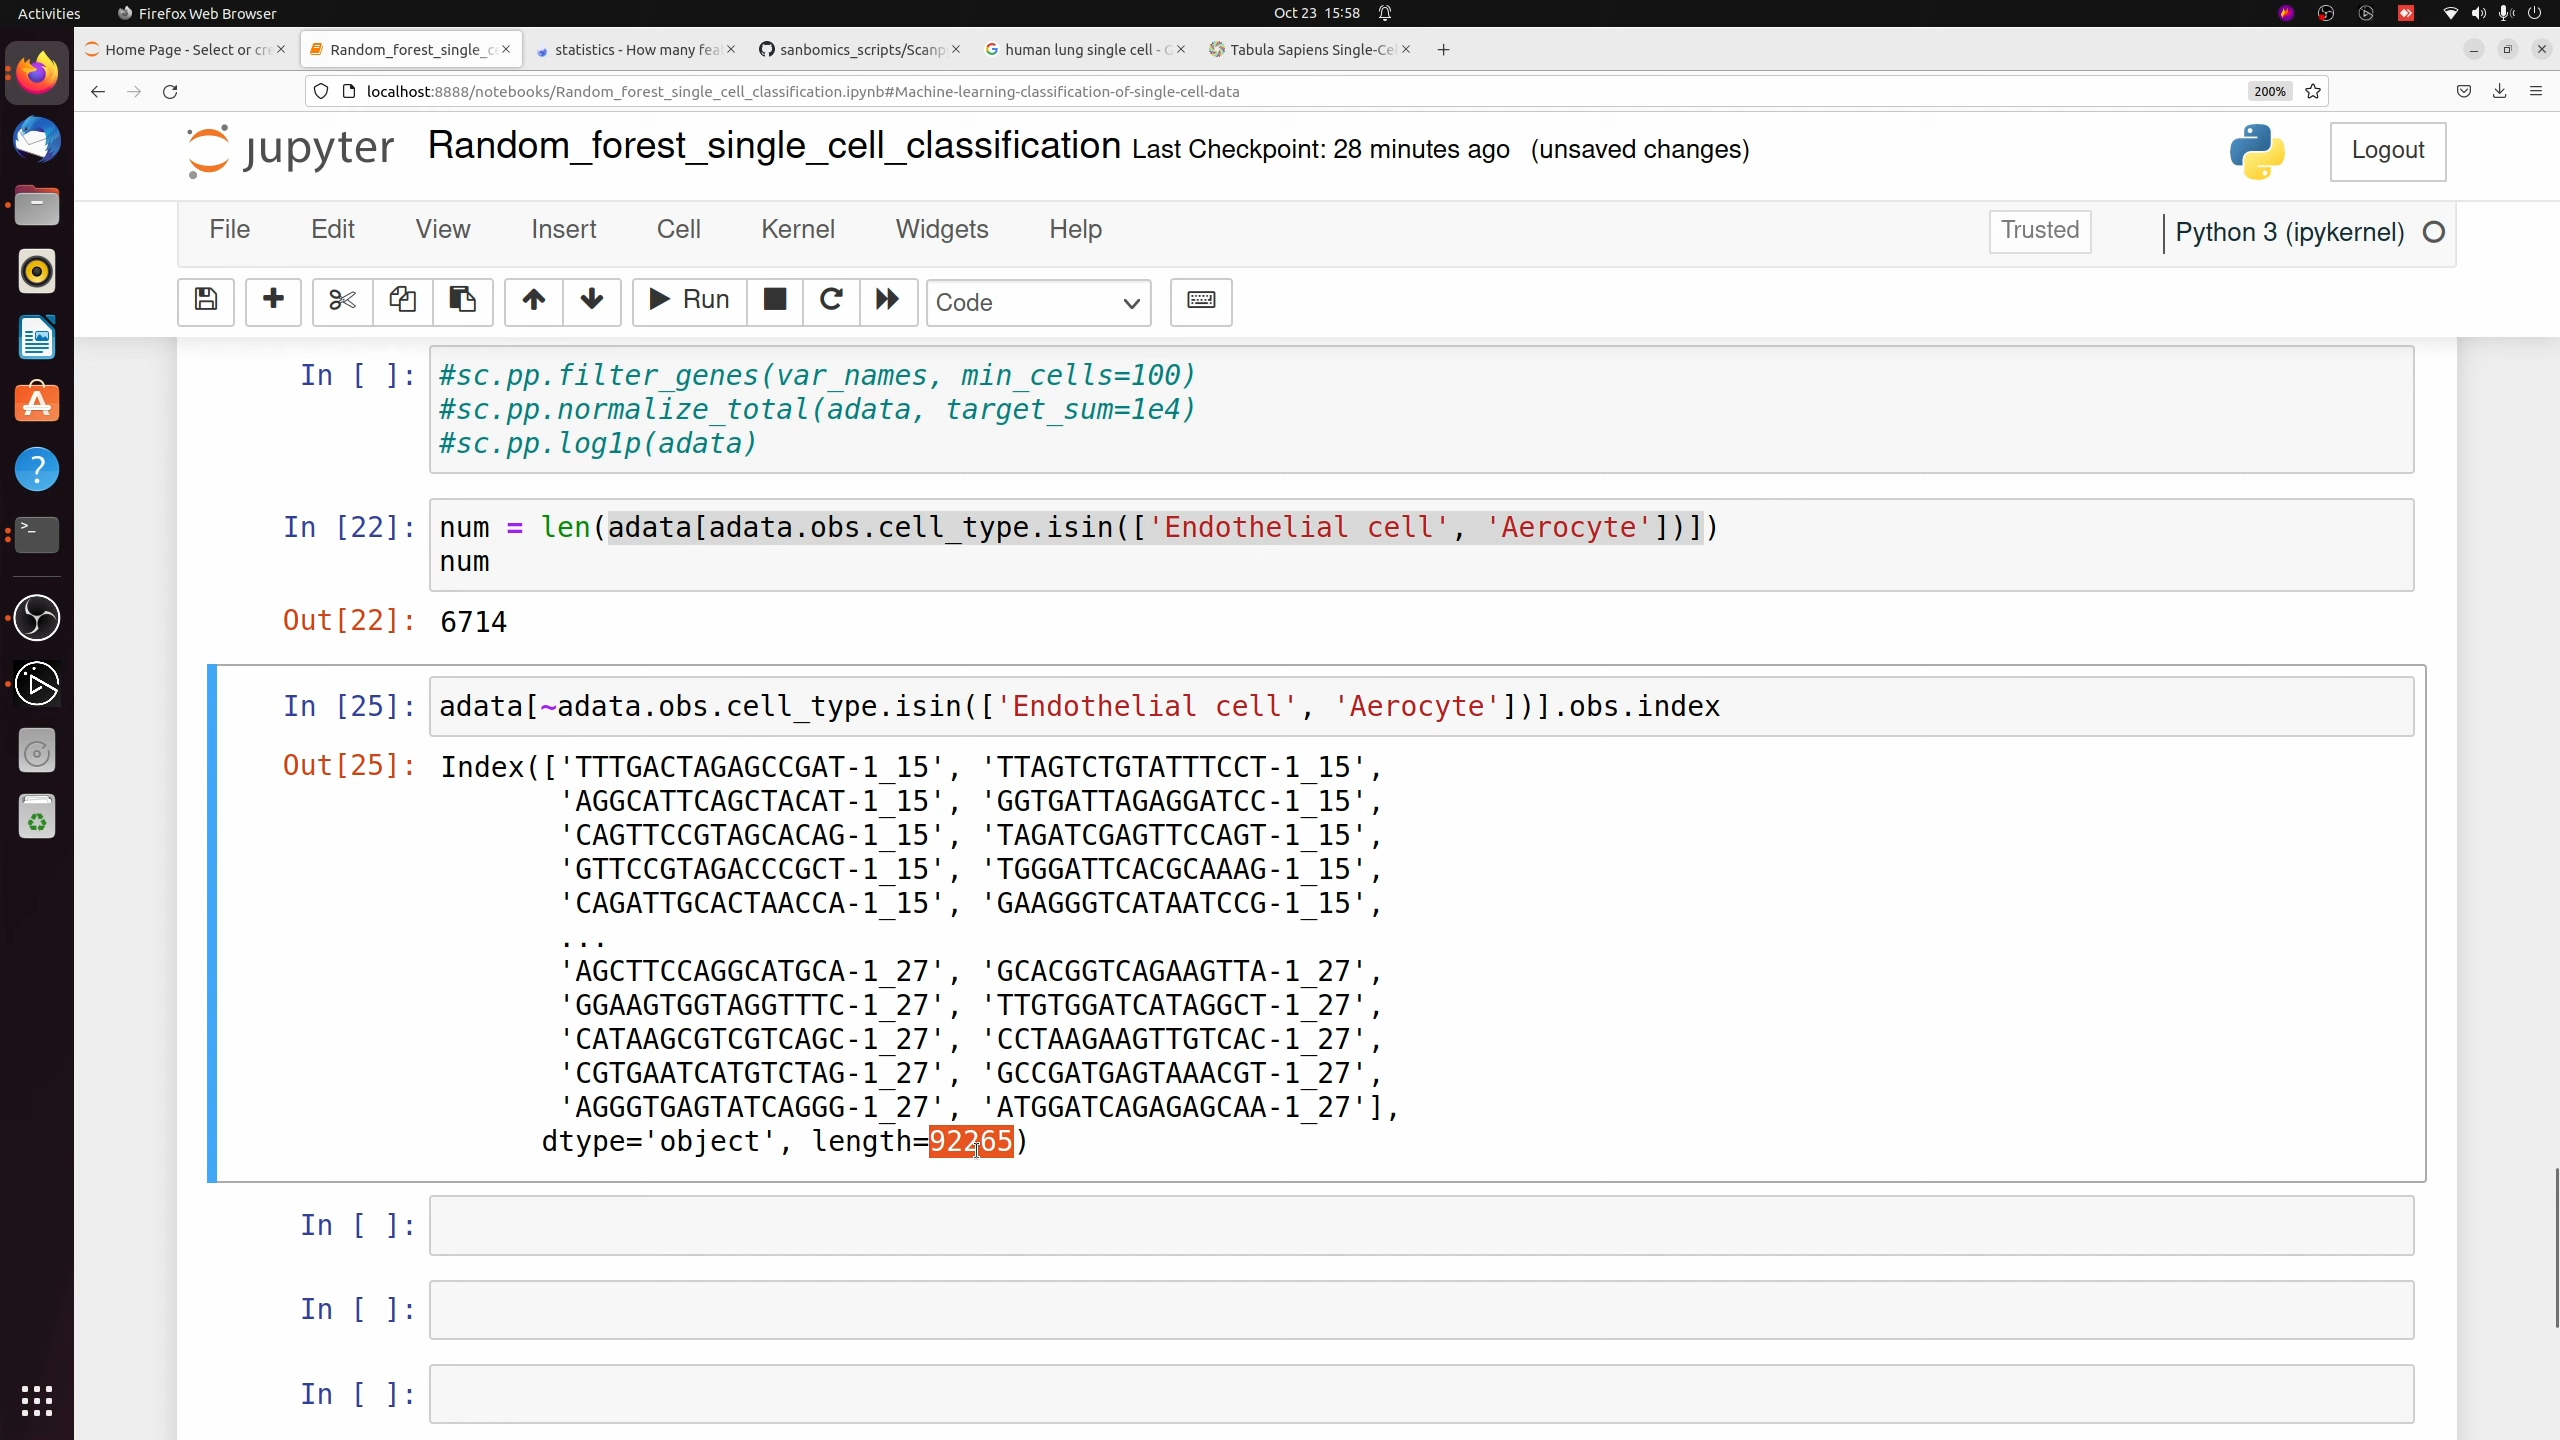 Activities
Firefox Web Browser
Oct 23 15:58
Home Page - Select or cre
Random_forest_single_ce
statistics - How many fea
sanbomics_scripts/Scanp
human lung single cell - G
Tabula Sapiens Single-Ce
localhost:8888/notebooks/Random_forest_single_cell_classification.ipynb#Machine-learning-classification-of-single-cell-data
200%
jupyter Random_forest_single_cell_classification Last Checkpoint: 28 minutes ago (unsaved changes)
Logout
File Edit View Insert Cell Kernel Widgets Help
Trusted
Python 3 (ipykernel)
Run
Code
In [ ]: #sc.pp.filter_genes(var_names, min_cells=100)
#sc.pp.normalize_total(adata, target_sum=1e4)
#sc.pp.log1p(adata)
In [22]: num = len(adata[adata.obs.cell_type.isin(['Endothelial cell', 'Aerocyte'])])
num
Out[22]: 6714
In [25]: adata[~adata.obs.cell_type.isin(['Endothelial cell', 'Aerocyte'])].obs.index
Out[25]: Index(['TTTGACTAGAGCCGAT-1_15', 'TTAGTCTGTATTTCCT-1_15',
'AGGCATTCAGCTACAT-1_15', 'GGTGATTAGAGGATCC-1_15',
'CAGTTCCGTAGCACAG-1_15', 'TAGATCGAGTTCCAGT-1_15',
'GTTCCGTAGACCCGCT-1_15', 'TGGGATTCACGCAAAG-1_15',
'CAGATTGCACTAACCA-1_15', 'GAAGGGTCATAATCCG-1_15',
...
'AGCTTCCAGGCATGCA-1_27', 'GCACGGTCAGAAGTTA-1_27',
'GGAAGTGGTAGGTTTC-1_27', 'TTGTGGATCATAGGCT-1_27',
'CATAAGCGTCGTCAGC-1_27', 'CCTAAGAAGTTGTCAC-1_27',
'CGTGAATCATGTCTAG-1_27', 'GCCGATGAGTAAACGT-1_27',
'AGGGTGAGTATCAGGG-1_27', 'ATGGATCAGAGAGCAA-1_27'],
dtype='object', length=92265)
In [ ]:
In [ ]:
In [ ]: